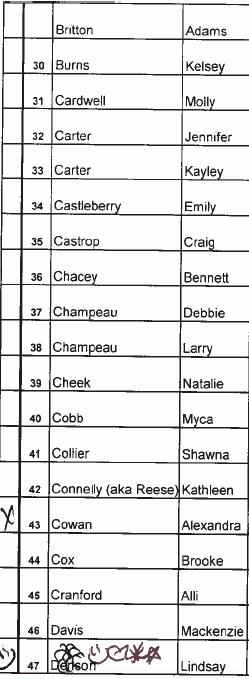 Britton Adams
30 Burns Kelsey
31 Cardwell Molly
32 Carter Jennifer
33 Carter Kayley
34 Castleberry Emily
35 Castrop Craig
36 Chacey Bennett
37 Champeau Debbie
38 Champeau Larry
39 Cheek Natalie
40 Cobb Myca
41 Collier Shawna
42 Connelly (aka Reese) Kathleen
X 43 Cowan Alexandra
44 Cox Brooke
45 Cranford Alli
46 Davis Mackenzie
47 Lindsay